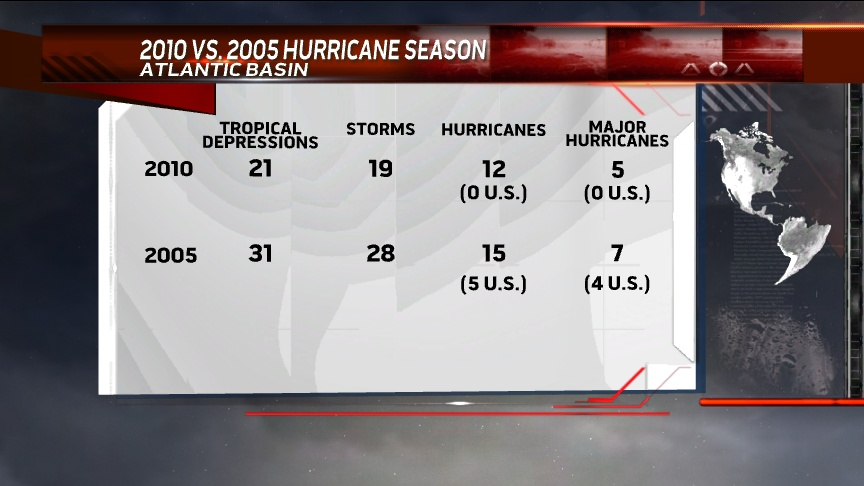 2010 VS. 2005 HURRICANE SEASON
ATLANTIC BASIN
TROPICAL DEPRESSIONS STORMS HURRICANES MAJOR HURRICANES
2010 21 19 12 5
(0 U.S.) (0 U.S.)
2005 31 28 15 7
(5 U.S.) (4 U.S.)